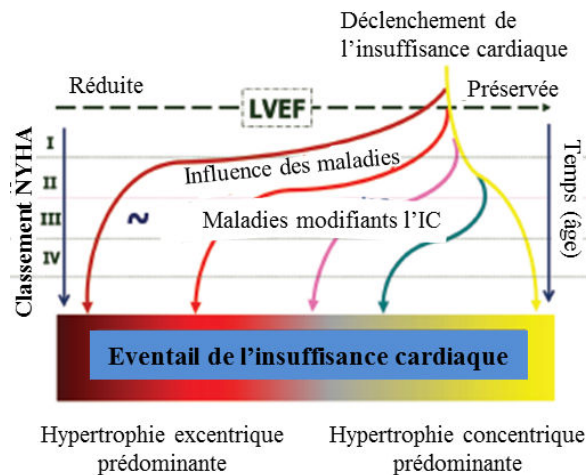 Déclenchement de
l'insuffisance cardiaque
Réduite
Préservée
LVEF
Classement NYHA
I
II
III
IV
Influence des maladies
~
Maladies modifiants l'IC
Temps (âge)
Eventail de l'insuffisance cardiaque
Hypertrophie excentrique
prédominante
Hypertrophie concentrique
prédominante